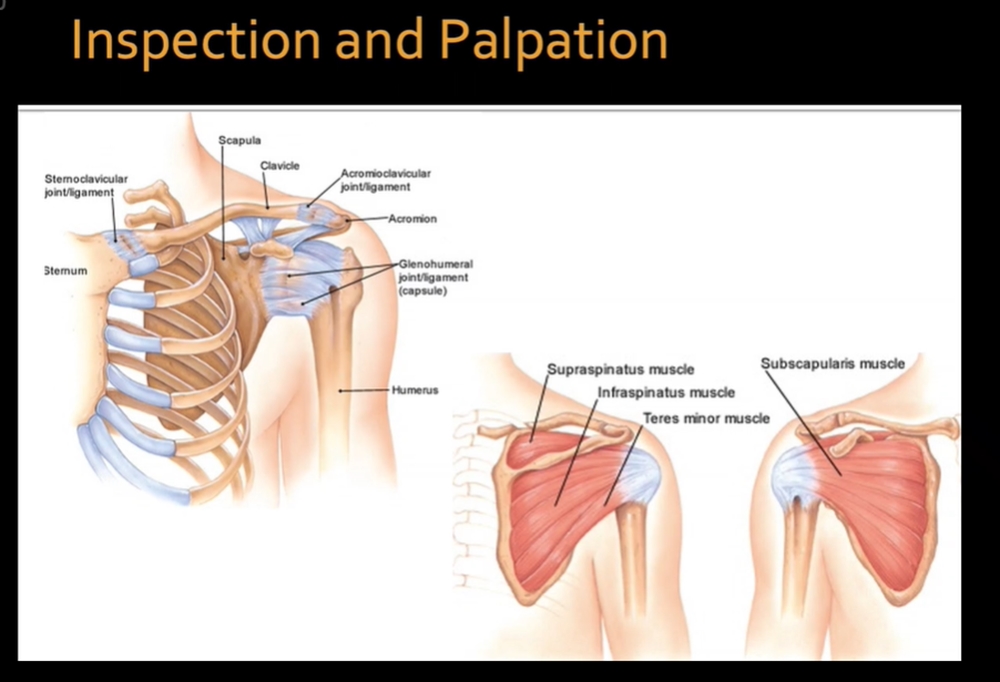 Inspection and Palpation
Scapula
Clavicle
Sternoclavicular
joint/ligament
Acromioclavicular
joint/ligament
Acromion
Sternum
Glenohumeral
joint/ligament
(capsule)
Humerus
Supraspinatus muscle
Infraspinatus muscle
Teres minor muscle
Subscapularis muscle